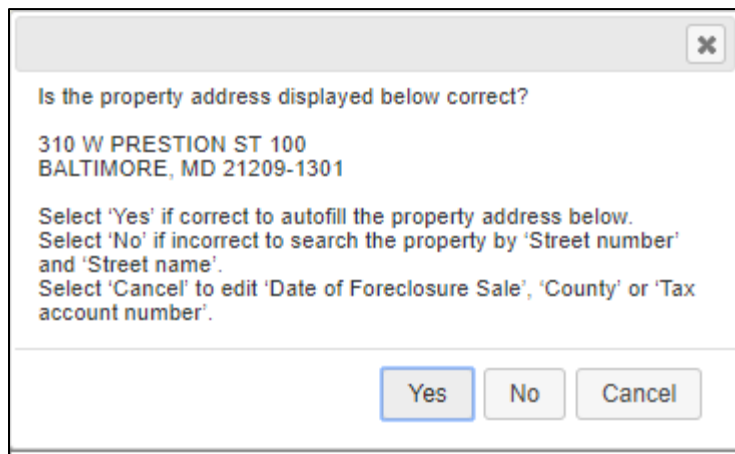 Is the property address displayed below correct?
310 W PRESTION ST 100
BALTIMORE, MD 21209-1301
Select ‘Yes’ if correct to autofill the property address below.
Select ‘No’ if incorrect to search the property by ‘Street number’
and ‘Street name’.
Select ‘Cancel’ to edit ‘Date of Foreclosure Sale’, ‘County’ or ‘Tax
account number’.
Yes No Cancel